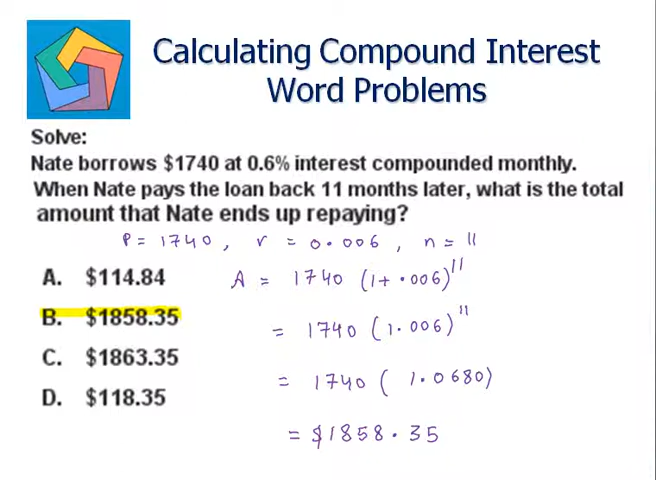 Calculating Compound Interest
Word Problems
Solve:
Nate borrows $1740 at 0.6% interest compounded monthly.
When Nate pays the loan back 11 months later, what is the total
amount that Nate ends up repaying?
P = 1740, r = 0.006, n = 11
A. $114.84
A = 1740 (1+ .006)^11
B. $1858.35
= 1740 (1.006)^11
C. $1863.35
= 1740 ( 1.0680)
D. $118.35
= $1858.35